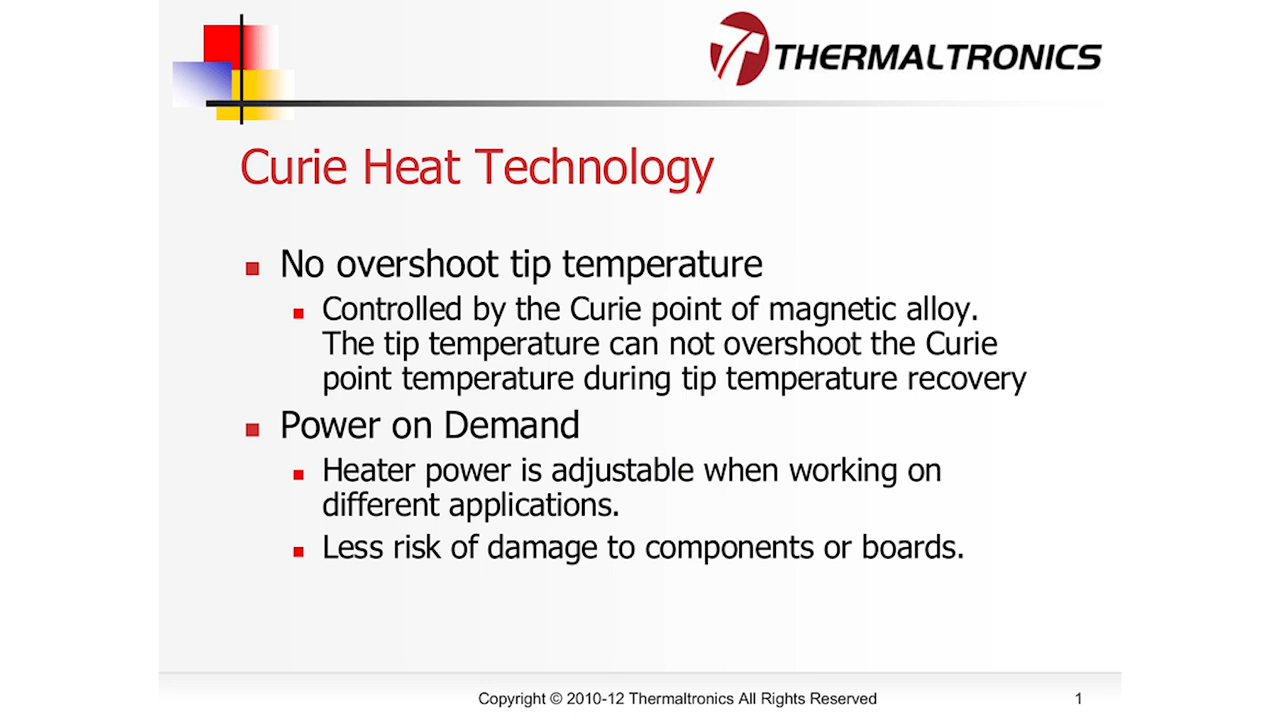 THERMALTRONICS
Curie Heat Technology
No overshoot tip temperature
Controlled by the Curie point of magnetic alloy.
The tip temperature can not overshoot the Curie
point temperature during tip temperature recovery
Power on Demand
Heater power is adjustable when working on
different applications.
Less risk of damage to components or boards.
Copyright © 2010-12 Thermaltronics All Rights Reserved
1